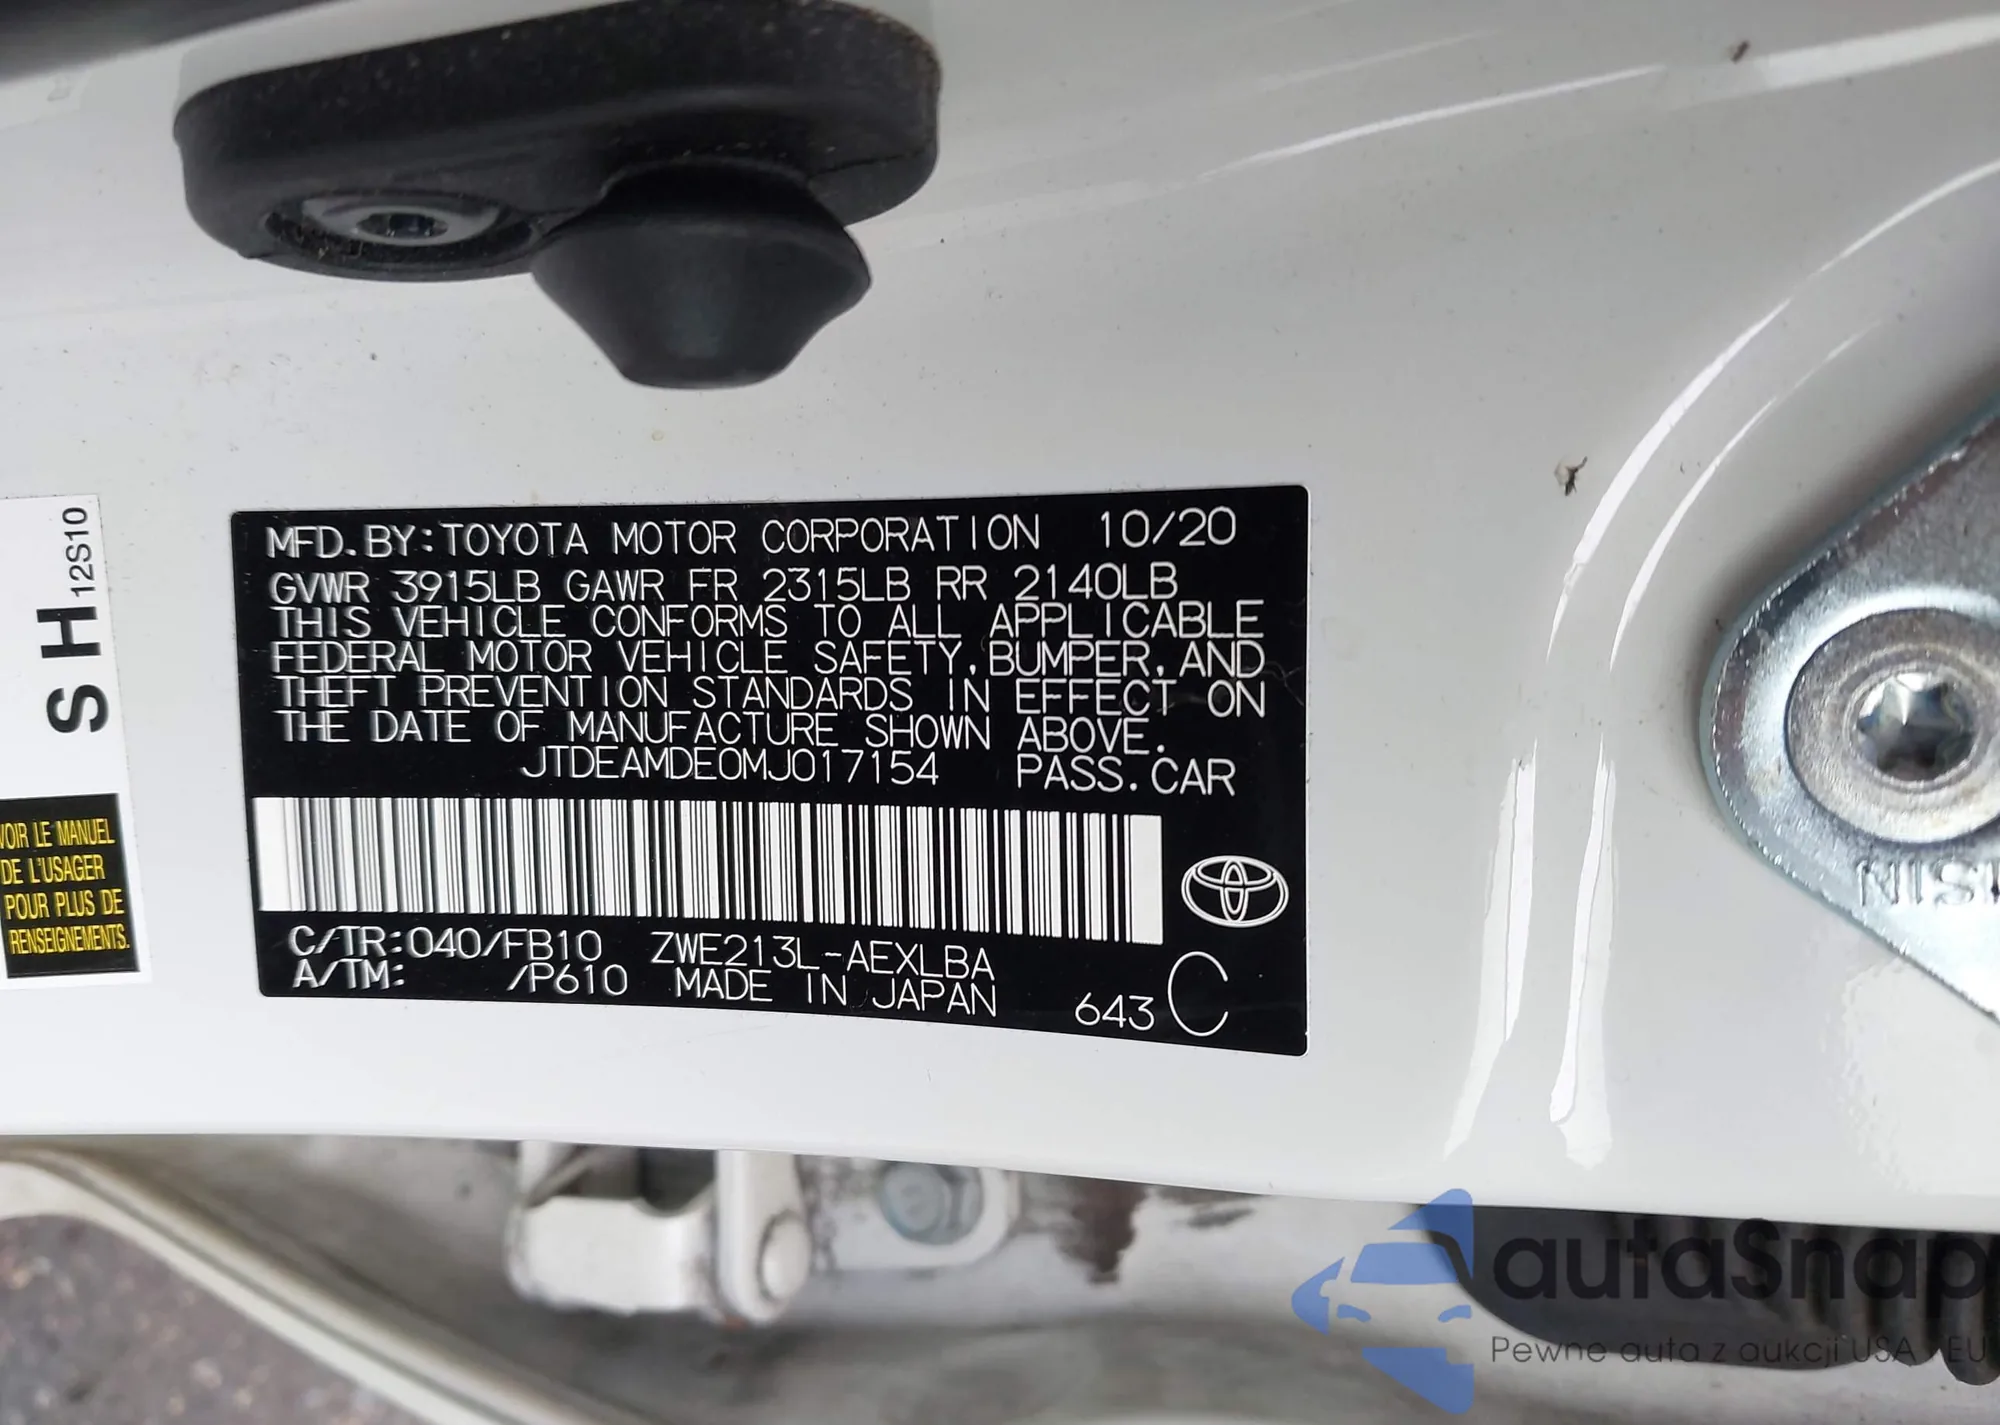 MFD. BY: TOYOTA MOTOR CORPORATION 10/20
GVWR 3915LB GAWR FR 2315LB RR 2140LB
THIS VEHICLE CONFORMS TO ALL APPLICABLE
FEDERAL MOTOR VEHICLE SAFETY, BUMPER, AND
THEFT PREVENTION STANDARDS IN EFFECT ON
THE DATE OF MANUFACTURE SHOWN ABOVE.
JTDEAMDE0MJ017154 PASS. CAR
C/TR: 040/FB10 ZWE213L-AEXLBA
A/TM: /P610 MADE IN JAPAN 643 C
SH 12S10
VOIR LE MANUEL
DE L'USAGER
POUR PLUS DE
RENSEIGNEMENTS.
autaSnap
Pewne auta z aukcji USA i EU